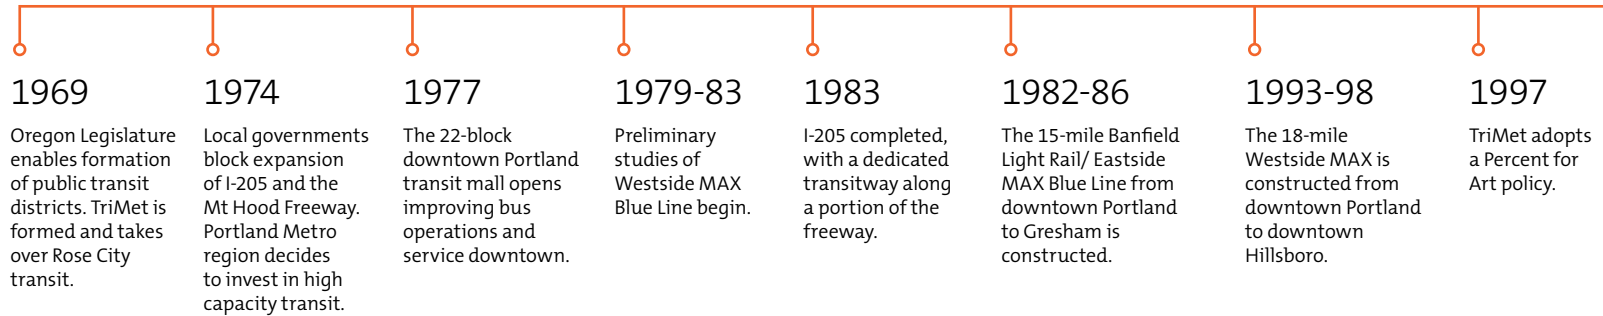 1969
Oregon Legislature
enables formation
of public transit
districts. TriMet is
formed and takes
over Rose City
transit.
1974
Local governments
block expansion
of I-205 and the
Mt Hood Freeway.
Portland Metro
region decides
to invest in high
capacity transit.
1977
The 22-block
downtown Portland
transit mall opens
improving bus
operations and
service downtown.
1979-83
Preliminary
studies of
Westside MAX
Blue Line begin.
1983
I-205 completed,
with a dedicated
transitway along
a portion of the
freeway.
1982-86
The 15-mile Banfield
Light Rail/ Eastside
MAX Blue Line from
downtown Portland
to Gresham is
constructed.
1993-98
The 18-mile
Westside MAX is
constructed from
downtown Portland
to downtown
Hillsboro.
1997
TriMet adopts
a Percent for
Art policy.